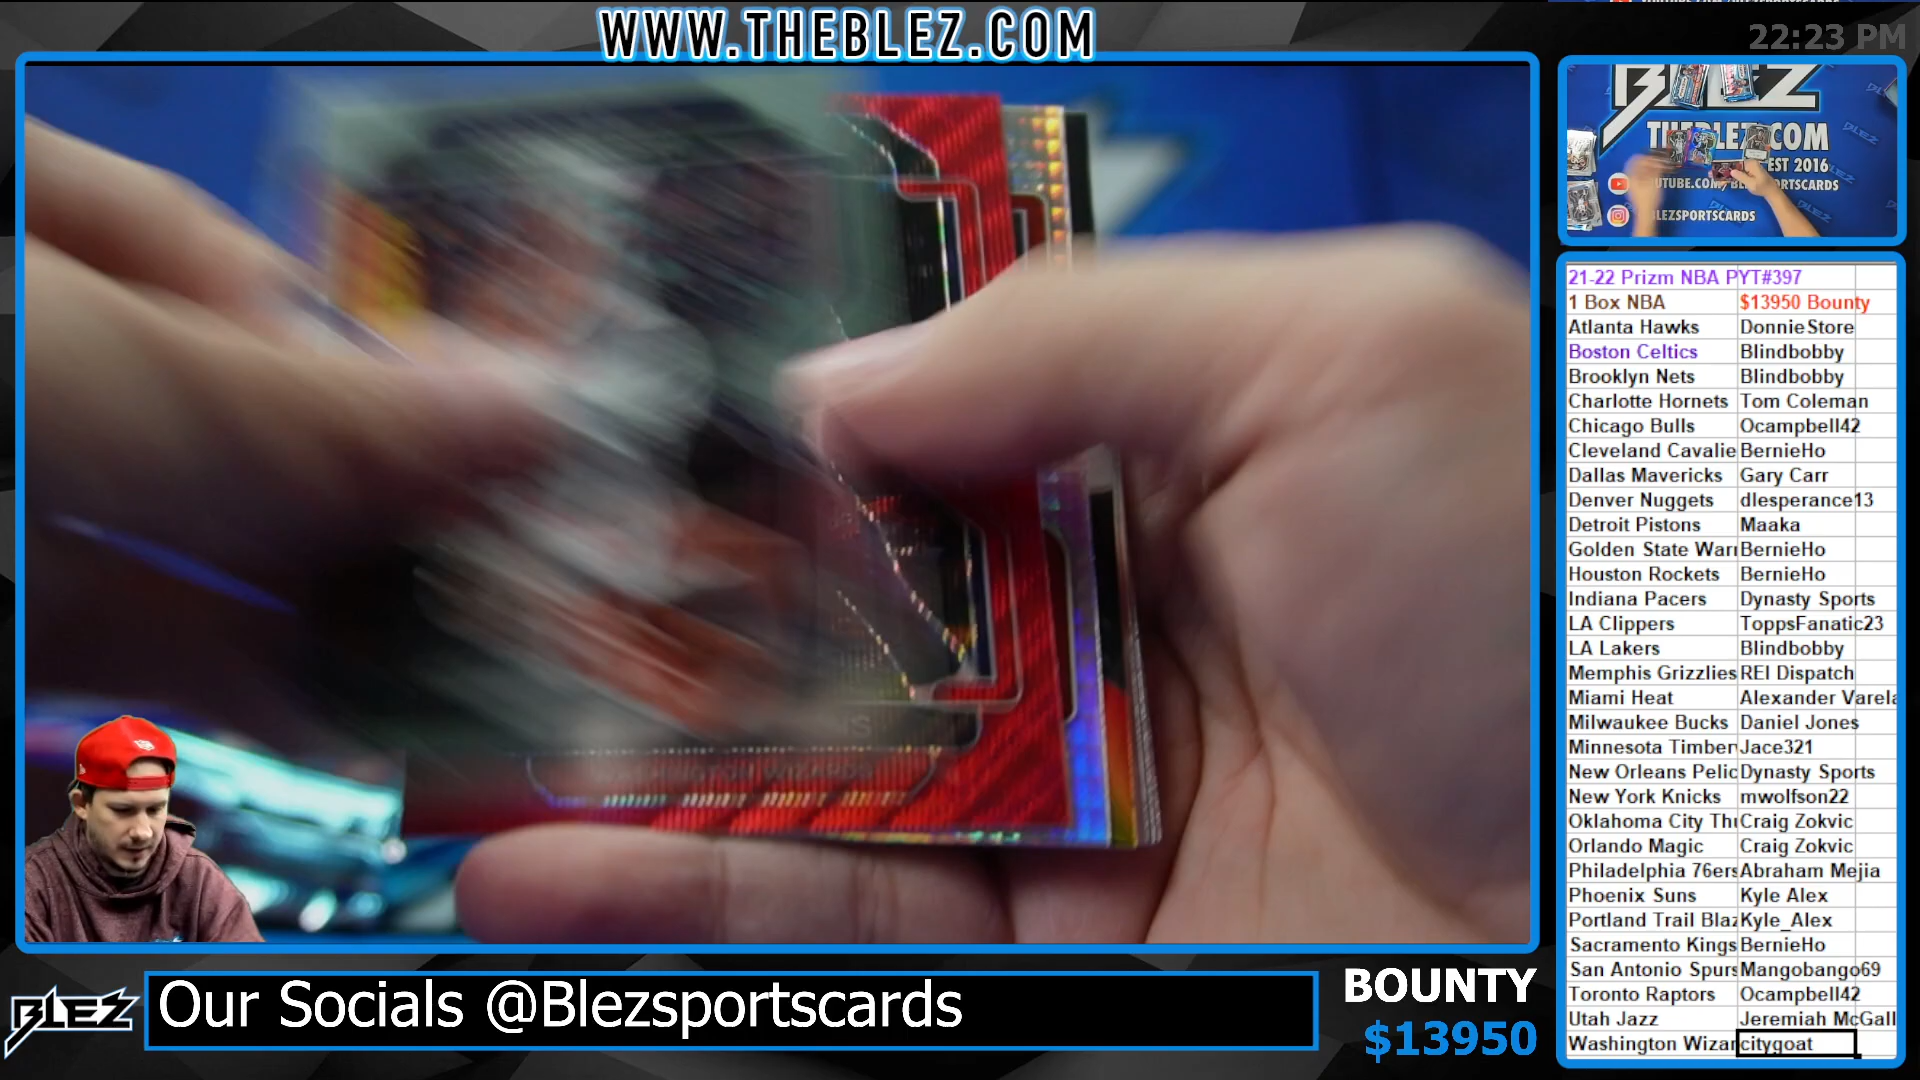 WWW.THEBLEZ.COM
22:23 PM
BLEZ
THEBLEZ.COM
EST 2016
BLEZSPORTSCARDS
WASHINGTON WIZARDS
21-22 Prizm NBA PYT#397
1 Box NBA $13950 Bounty
Atlanta Hawks DonnieStore
Boston Celtics Blindbobby
Brooklyn Nets Blindbobby
Charlotte Hornets Tom Coleman
Chicago Bulls Ocampbell42
Cleveland Cavalie BernieHo
Dallas Mavericks Gary Carr
Denver Nuggets dlesperance13
Detroit Pistons Maaka
Golden State Warr BernieHo
Houston Rockets BernieHo
Indiana Pacers Dynasty Sports
LA Clippers ToppsFanatic23
LA Lakers Blindbobby
Memphis Grizzlies REI Dispatch
Miami Heat Alexander Varela
Milwaukee Bucks Daniel Jones
Minnesota Timber Jace321
New Orleans Pelic Dynasty Sports
New York Knicks mwolfson22
Oklahoma City Thu Craig Zokvic
Orlando Magic Craig Zokvic
Philadelphia 76ers Abraham Mejia
Phoenix Suns Kyle Alex
Portland Trail Blaz Kyle_Alex
Sacramento Kings BernieHo
San Antonio Spurs Mangobango69
Toronto Raptors Ocampbell42
Utah Jazz Jeremiah McGall
Washington Wizar citygoat
BLEZ
Our Socials @Blezsportscards
BOUNTY
$13950